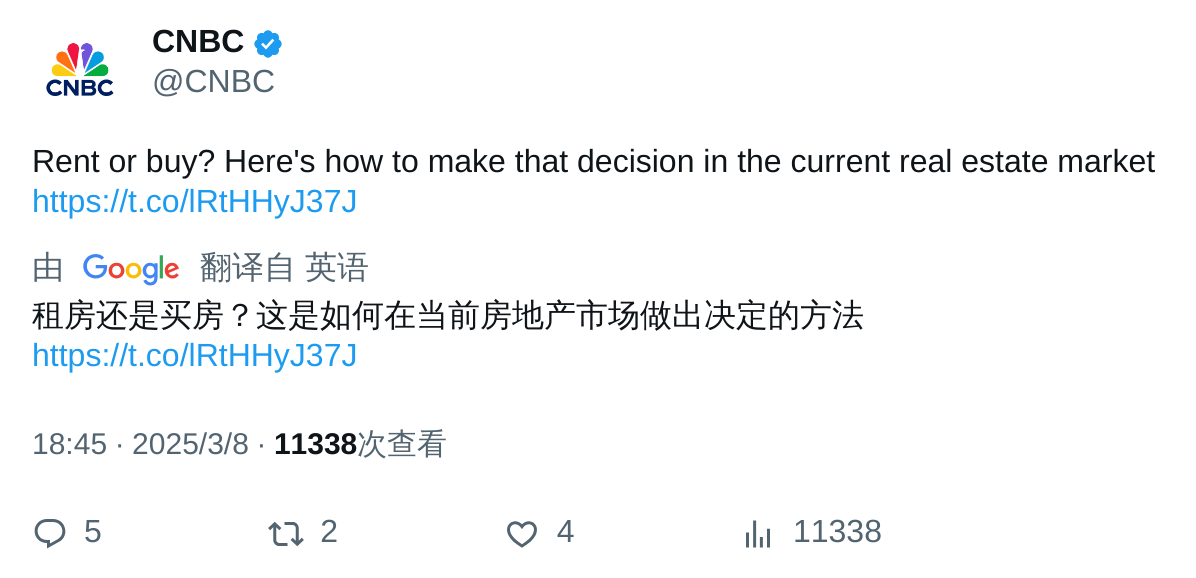 CNBC
@CNBC
CNBC
Rent or buy? Here's how to make that decision in the current real estate market
https://t.co/lRtHHyJ37J
由 Google 翻译自 英语
租房还是买房？这是如何在当前房地产市场做出决定的方法
https://t.co/lRtHHyJ37J
18:45 · 2025/3/8 · 11338次查看
5 2 4 11338